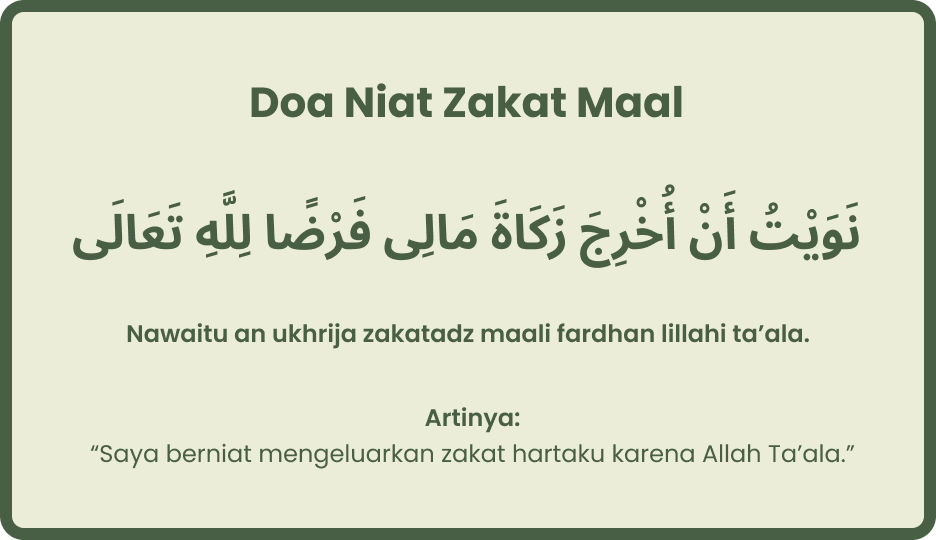 Doa Niat Zakat Maal
نَوَيْتُ أَنْ أُخْرِجَ زَكَاةَ مَالِى فَرْضًا لِلَّهِ تَعَالَى
Nawaitu an ukhrija zakatadz maali fardhan lillahi ta’ala.
Artinya:
“Saya berniat mengeluarkan zakat hartaku karena Allah Ta’ala.”